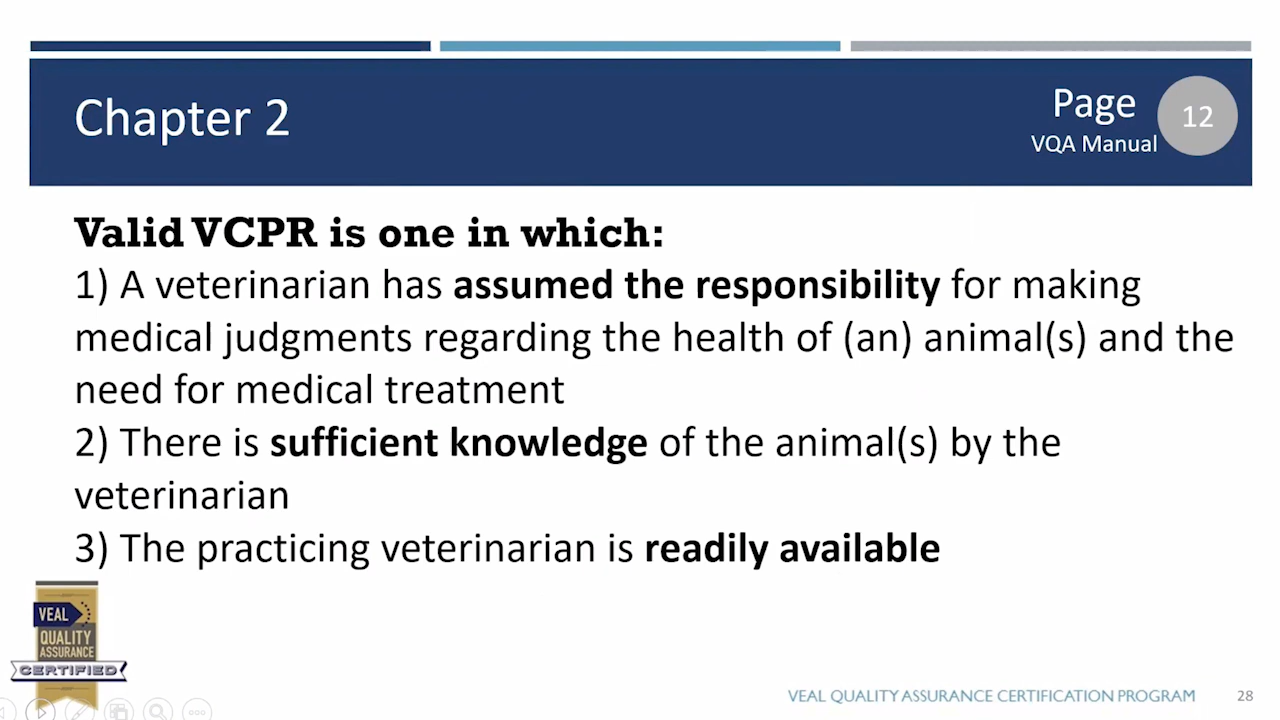 Chapter 2
Page
VQA Manual
12
Valid VCPR is one in which:
1) A veterinarian has assumed the responsibility for making
medical judgments regarding the health of (an) animal(s) and the
need for medical treatment
2) There is sufficient knowledge of the animal(s) by the
veterinarian
3) The practicing veterinarian is readily available
VEAL
QUALITY
ASSURANCE
CERTIFIED
VEAL QUALITY ASSURANCE CERTIFICATION PROGRAM
28